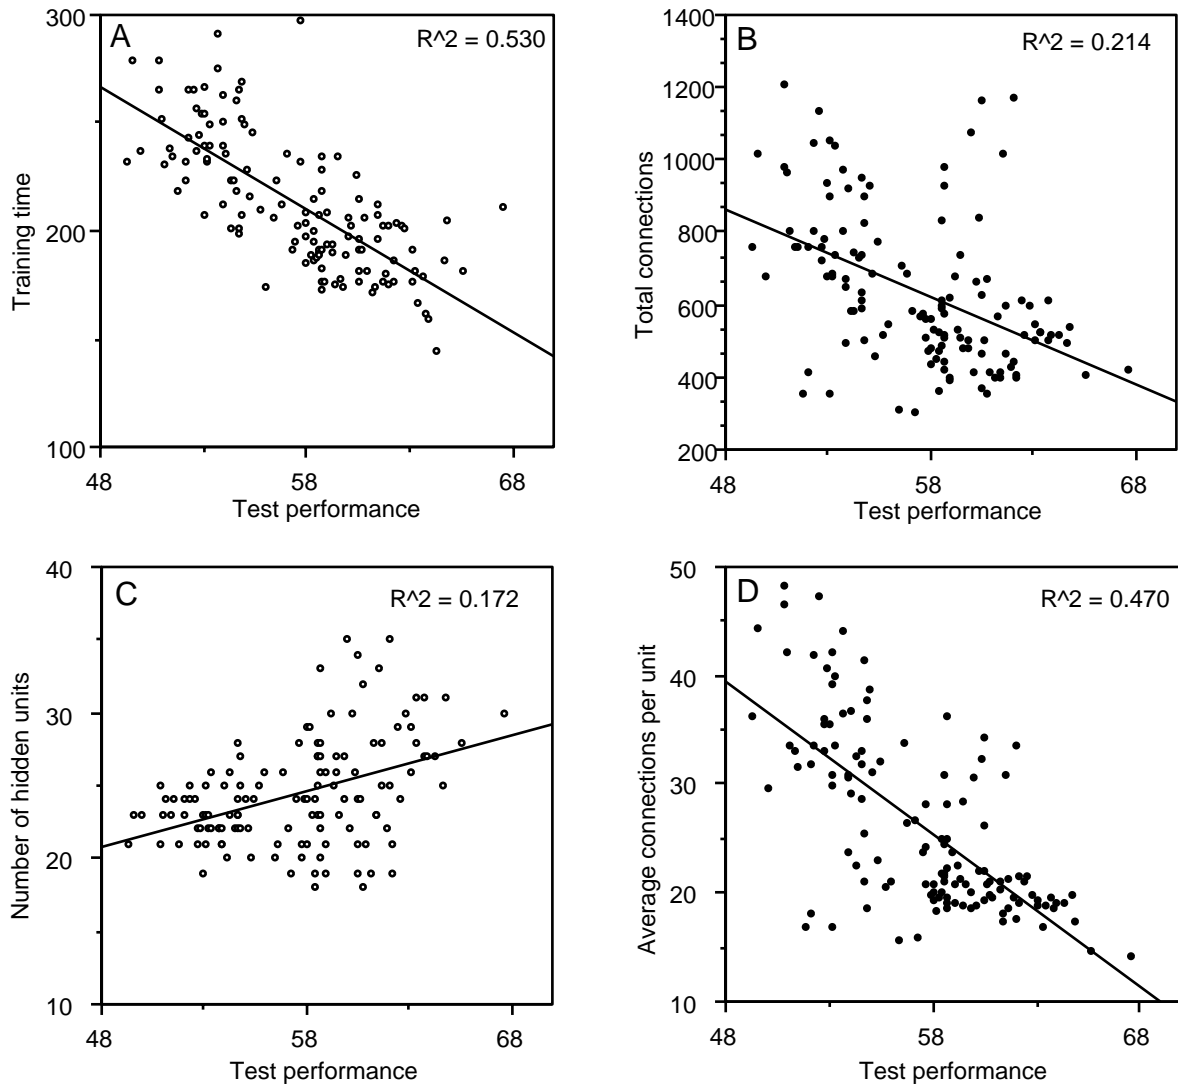 A
R^2 = 0.530
300
200
100
Training time
48
58
68
Test performance
B
R^2 = 0.214
1400
1200
1000
800
600
400
200
Total connections
48
58
68
Test performance
C
R^2 = 0.172
40
30
20
10
Number of hidden units
48
58
68
Test performance
D
R^2 = 0.470
50
40
30
20
10
Average connections per unit
48
58
68
Test performance